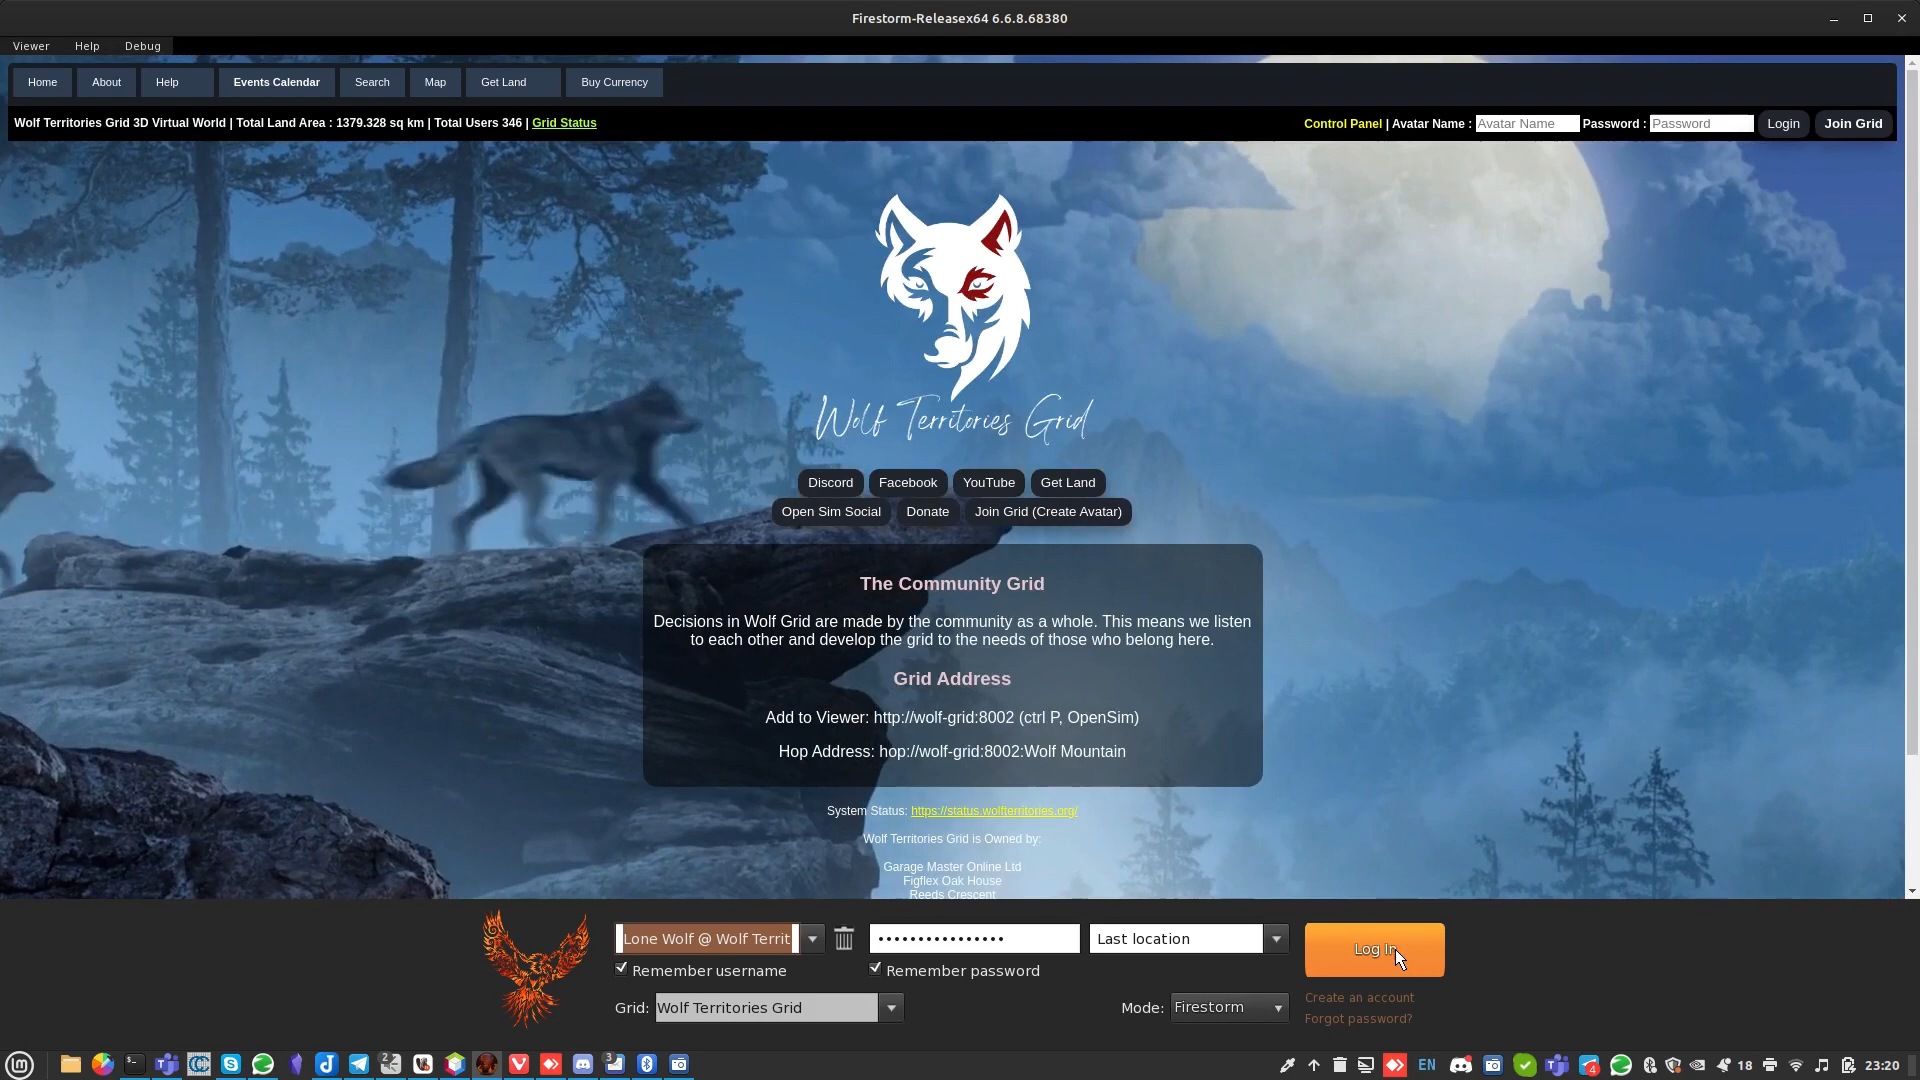 Firestorm-Releasex64 6.6.8.68380
Viewer Help Debug
Home About Help Events Calendar Search Map Get Land Buy Currency
Wolf Territories Grid 3D Virtual World | Total Land Area : 1379.328 sq km | Total Users 346 | Grid Status
Control Panel | Avatar Name : Avatar Name Password : Password Login Join Grid
Wolf Territories Grid
Discord Facebook YouTube Get Land
Open Sim Social Donate Join Grid (Create Avatar)
The Community Grid
Decisions in Wolf Grid are made by the community as a whole. This means we listen
to each other and develop the grid to the needs of those who belong here.
Grid Address
Add to Viewer: http://wolf-grid:8002 (ctrl P, OpenSim)
Hop Address: hop://wolf-grid:8002:Wolf Mountain
System Status: https://status.wolfterritories.org/
Wolf Territories Grid is Owned by:
Garage Master Online Ltd
Figflex Oak House
Reeds Crescent
Lone Wolf @ Wolf Territ Last location Log In
Remember username Remember password
Create an account
Grid: Wolf Territories Grid Mode: Firestorm
Forgot password?
2 3 EN 4 18 23:20